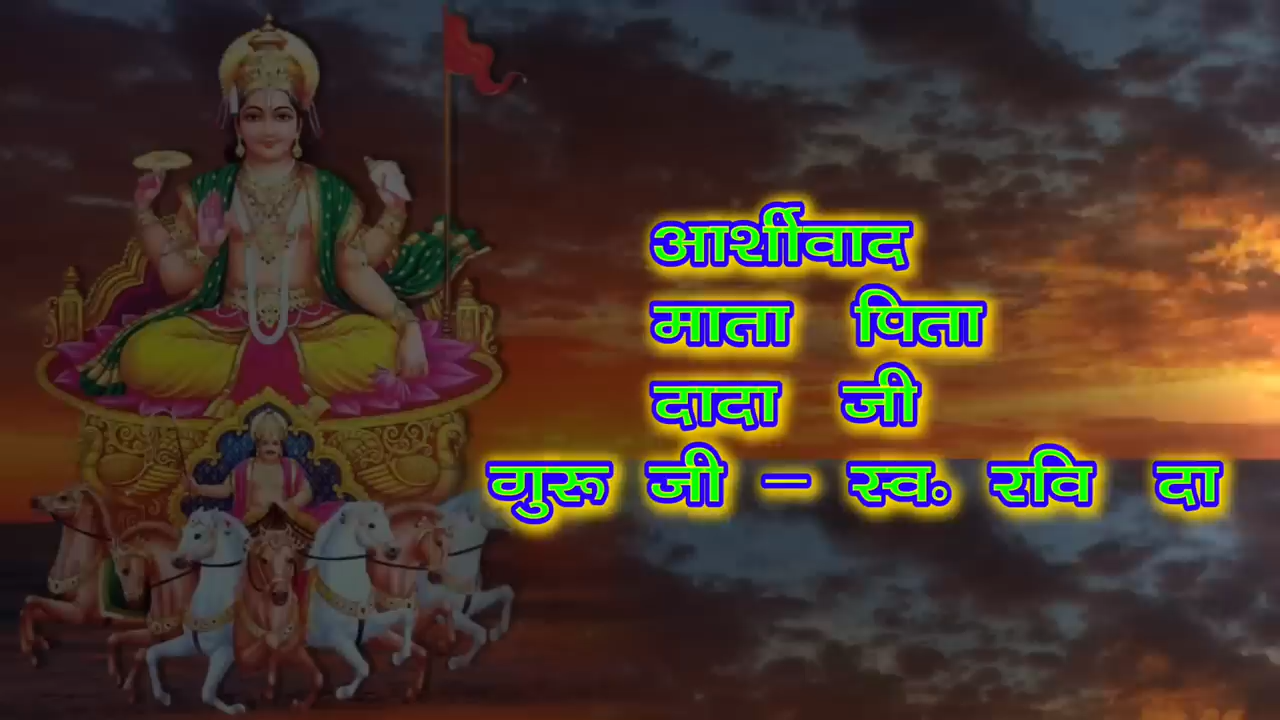 आर्शीवाद
माता पिता
दादा जी
गुरू जी - स्व. रवि दा